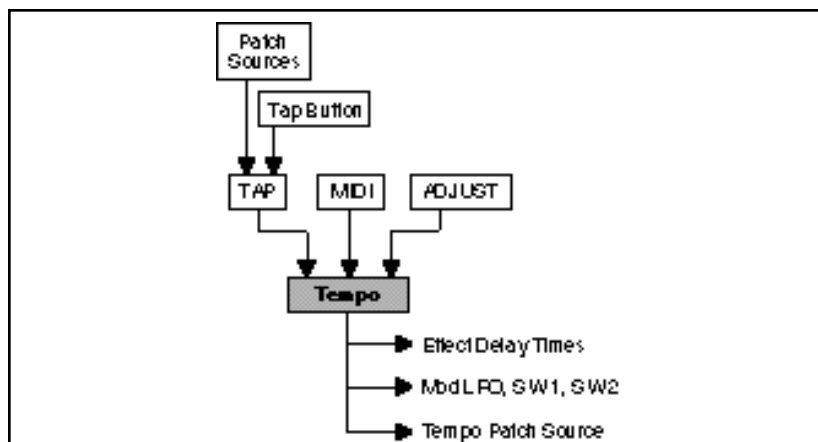 Patch
Sources
Tap Button
TAP
MIDI
ADJUST
Tempo
Effect Delay Times
Mod LFO, SW1, SW2
Tempo Patch Source